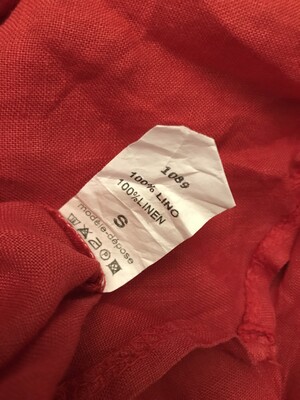 1089
100% LINO
100%LINEN
S
modèle-déposé